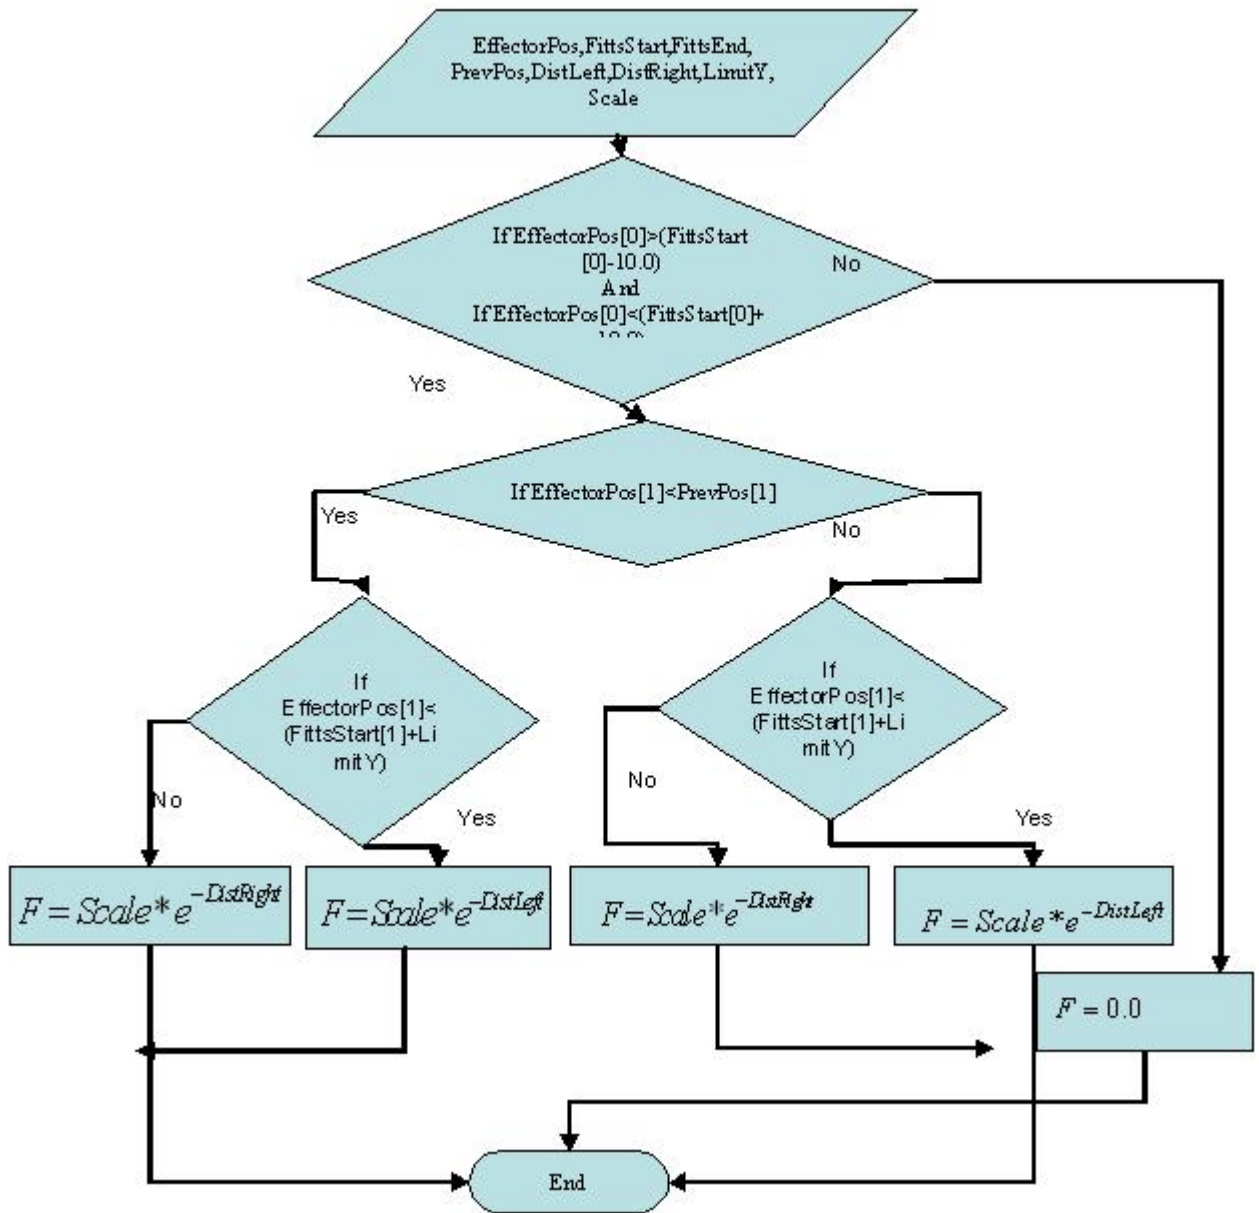 EffectorPos,FittsStart,FittsEnd,
PrevPos,DistLeft,DistRight,LimitY,
Scale
If EffectorPos[0]>(FittsStart
[0]-10.0)
And
If EffectorPos[0]<(FittsStart[0]+
No
Yes
If EffectorPos[1]<PrevPos[1]
Yes
No
If
EffectorPos[1]<
(FittsStart[1]+Li
mitY)
No
Yes
If
EffectorPos[1]<
(FittsStart[1]+Li
mitY)
No
Yes
F = Scale* e^-DistRight
F = Scale* e^-DistLeft
F = Scale* e^-DistRight
F = Scale* e^-DistLeft
F = 0.0
End